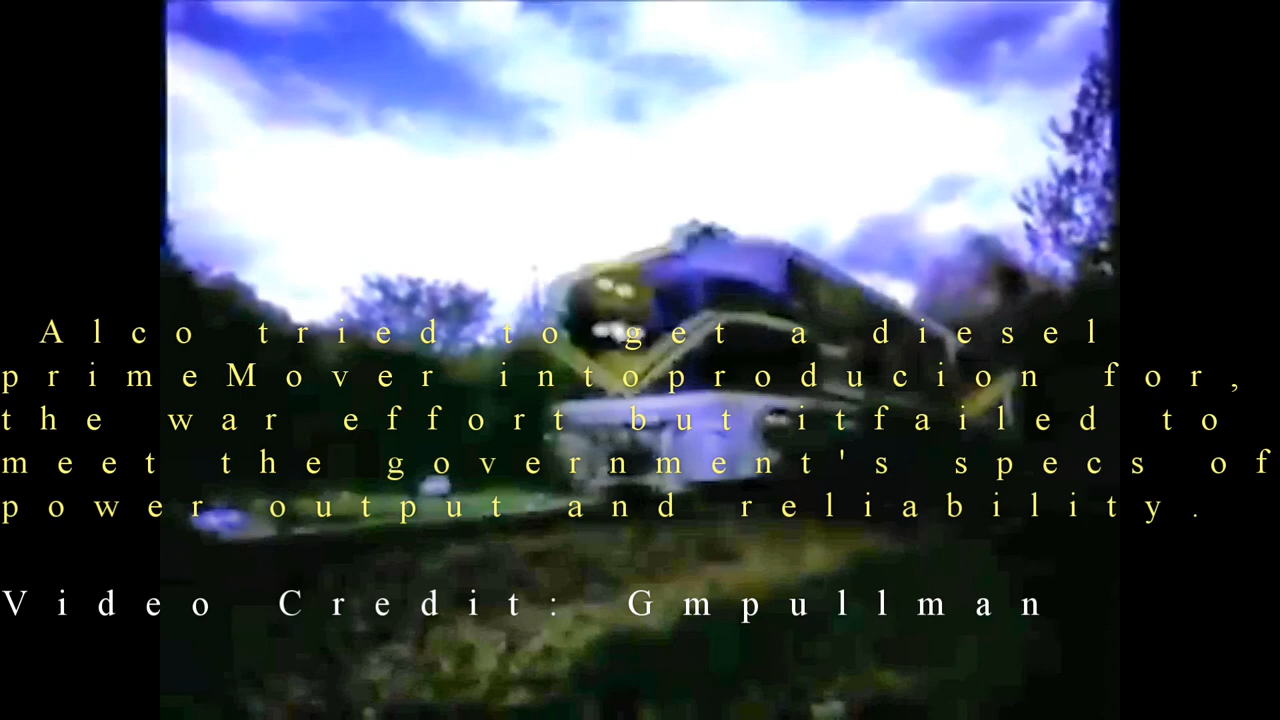 Alco tried to get a diesel
primeMover intoproducion for,
the war effort but itfailed to
meet the government's specs of
power output and reliability.
Video Credit: Gmpullman